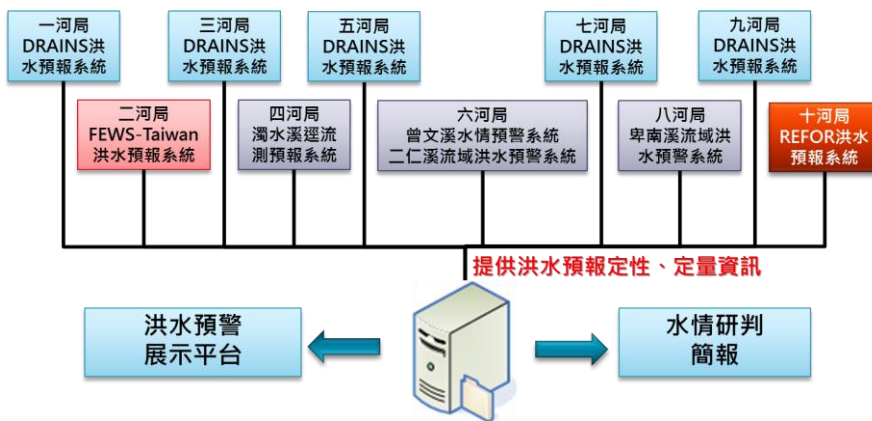 一河局
DRAINS洪
水預報系統
三河局
DRAINS洪
水預報系統
五河局
DRAINS洪
水預報系統
七河局
DRAINS洪
水預報系統
九河局
DRAINS洪
水預報系統
二河局
FEWS-Taiwan
洪水預報系統
四河局
濁水溪逕流
測預報系統
六河局
曾文溪水情預警系統
二仁溪流域洪水預警系統
八河局
卑南溪流域洪
水預警系統
十河局
REFOR洪水
預報系統
提供洪水預報定性、定量資訊
洪水預警
展示平台
水情研判
簡報